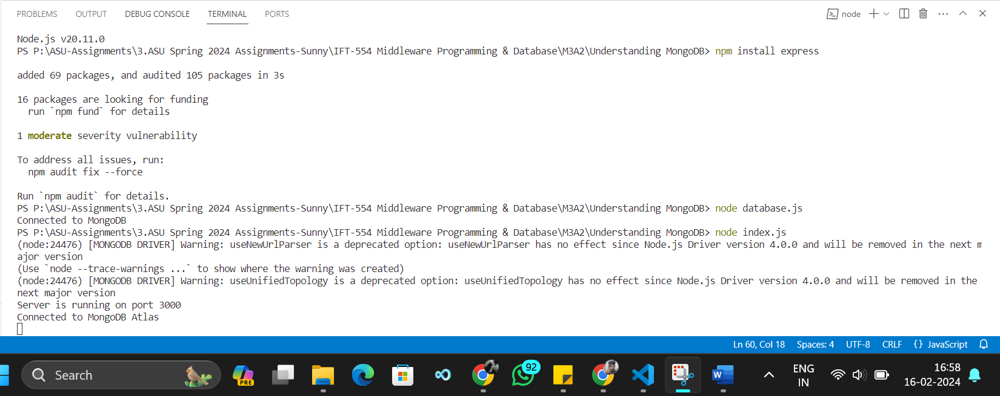 PROBLEMS OUTPUT DEBUG CONSOLE TERMINAL PORTS node
Node.js v20.11.0
PS P:\ASU-Assignments\3.ASU Spring 2024 Assignments-Sunny\IFT-554 Middleware Programming & Database\M3A2\Understanding MongoDB> npm install express
added 69 packages, and audited 105 packages in 3s
16 packages are looking for funding
run `npm fund` for details
1 moderate severity vulnerability
To address all issues, run:
npm audit fix --force
Run `npm audit` for details.
PS P:\ASU-Assignments\3.ASU Spring 2024 Assignments-Sunny\IFT-554 Middleware Programming & Database\M3A2\Understanding MongoDB> node database.js
Connected to MongoDB
PS P:\ASU-Assignments\3.ASU Spring 2024 Assignments-Sunny\IFT-554 Middleware Programming & Database\M3A2\Understanding MongoDB> node index.js
(node:24476) [MONGODB DRIVER] Warning: useNewUrlParser is a deprecated option: useNewUrlParser has no effect since Node.js Driver version 4.0.0 and will be removed in the next m
ajor version
(Use `node --trace-warnings ...` to show where the warning was created)
(node:24476) [MONGODB DRIVER] Warning: useUnifiedTopology is a deprecated option: useUnifiedTopology has no effect since Node.js Driver version 4.0.0 and will be removed in the
next major version
Server is running on port 3000
Connected to MongoDB Atlas
Ln 60, Col 18 Spaces: 4 UTF-8 CRLF {} JavaScript
Search PRE 92 W ENG 16:58
IN 16-02-2024